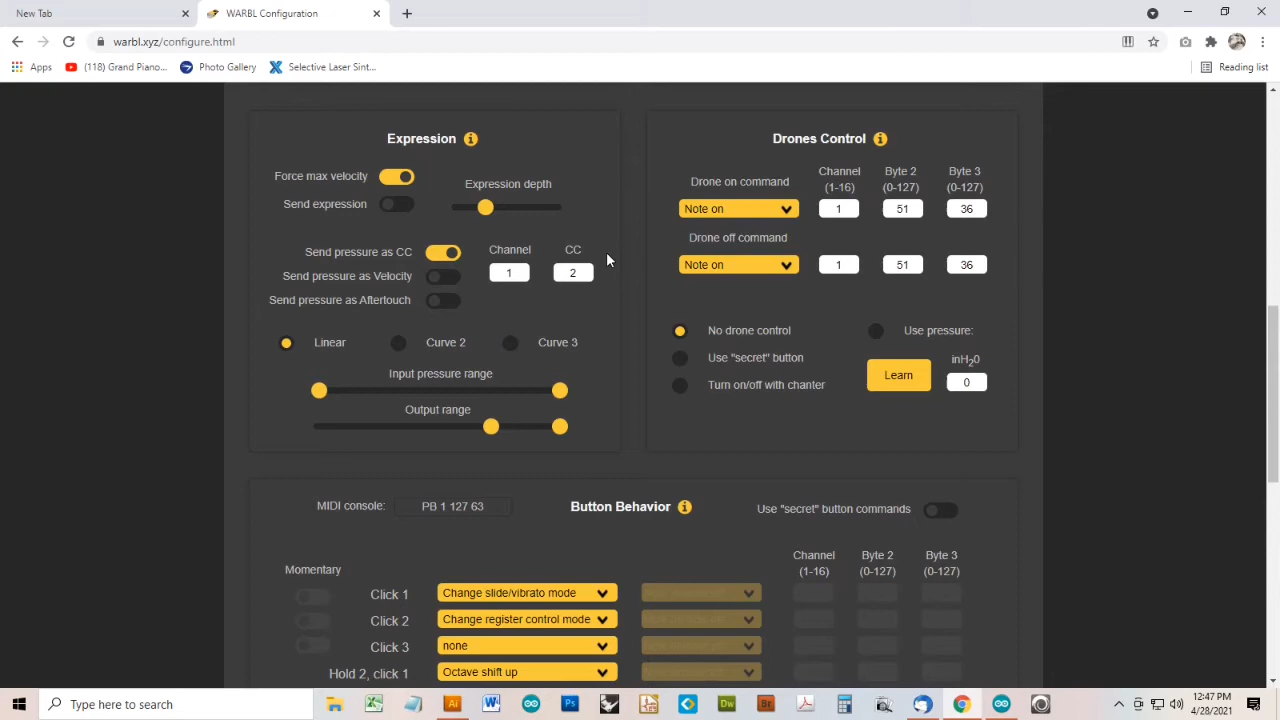 New Tab
WARBL Configuration
warbl.xyz/configure.html
Apps
(118) Grand Piano...
Photo Gallery
Selective Laser Sint...
Reading list
Expression
Force max velocity
Send expression
Expression depth
Send pressure as CC
Send pressure as Velocity
Send pressure as Aftertouch
Channel
CC
1
2
Linear
Curve 2
Curve 3
Input pressure range
Output range
Drones Control
Channel
(1-16)
Byte 2
(0-127)
Byte 3
(0-127)
Drone on command
Note on
1
51
36
Drone off command
Note on
1
51
36
No drone control
Use "secret" button
Turn on/off with chanter
Use pressure:
Learn
inH20
0
MIDI console:
PB 1 127 63
Button Behavior
Use "secret" button commands
Channel
(1-16)
Byte 2
(0-127)
Byte 3
(0-127)
Momentary
Click 1
Change slide/vibrato mode
Click 2
Change register control mode
Click 3
none
Hold 2, click 1
Octave shift up
Type here to search
12:47 PM
4/28/2021